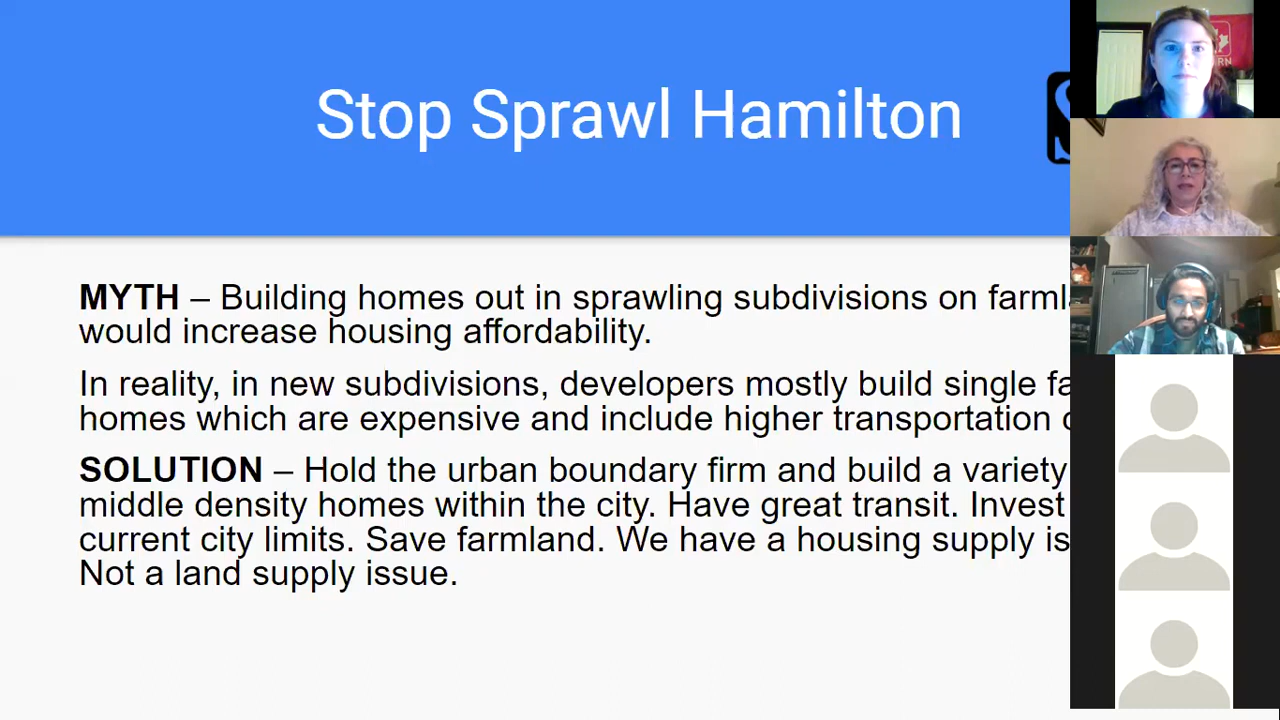 Stop Sprawl Hamilton
MYTH – Building homes out in sprawling subdivisions on
would increase housing affordability.
In reality, in new subdivisions, developers mostly build single
homes which are expensive and include higher transportation
SOLUTION – Hold the urban boundary firm and build a variety
middle density homes within the city. Have great transit. Invest
current city limits. Save farmland. We have a housing supply
Not a land supply issue.